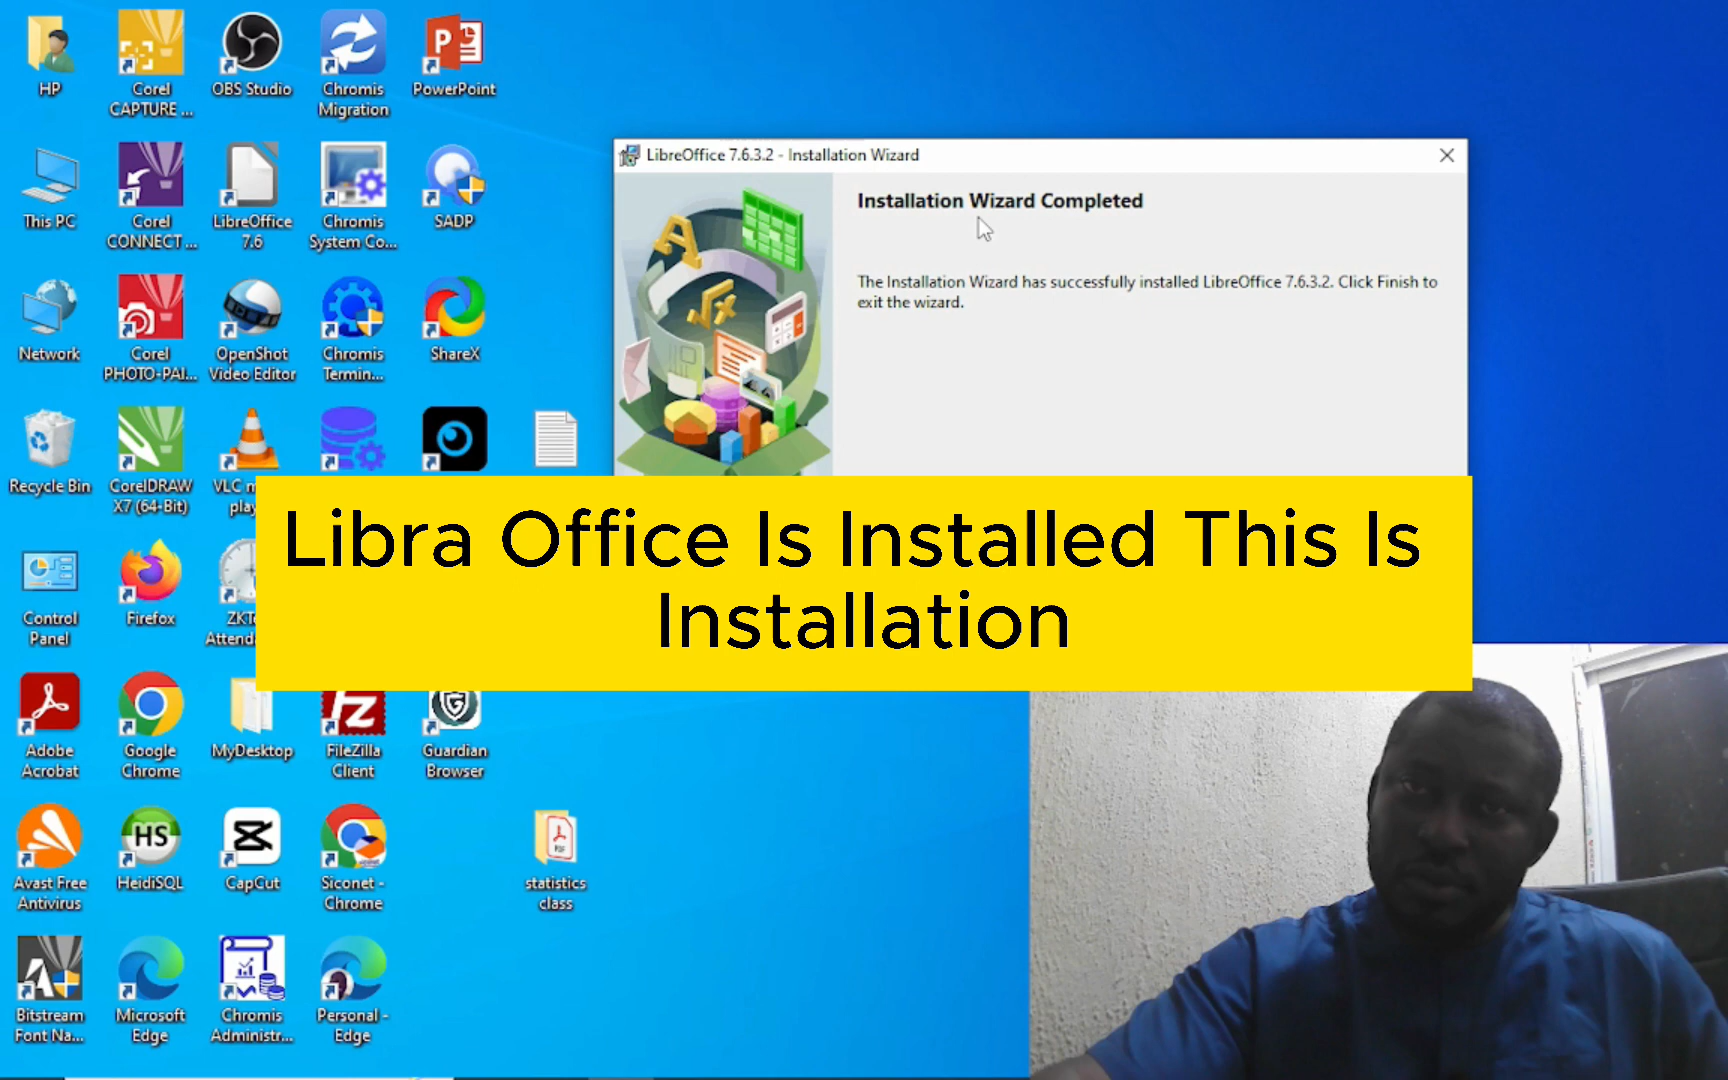 HP
Corel
CAPTURE ...
OBS Studio
Chromis
Migration
PowerPoint
This PC
Corel
CONNECT ...
LibreOffice
7.6
Chromis
System Co...
SADP
Network
Corel
PHOTO-PAI...
OpenShot
Video Editor
Chromis
Termin...
ShareX
Recycle Bin
CorelDRAW
X7 (64-Bit)
VLC
play
Control
Panel
Firefox
Attend
Adobe
Acrobat
Google
Chrome
MyDesktop
FileZilla
Client
Guardian
Browser
Avast Free
Antivirus
HS
HeidiSQL
CapCut
Siconet -
Chrome
PDF
statistics
class
Bitstream
Font Na...
Microsoft
Edge
Chromis
Administr...
Personal -
Edge
LibreOffice 7.6.3.2 - Installation Wizard
Installation Wizard Completed
The Installation Wizard has successfully installed LibreOffice 7.6.3.2. Click Finish to
exit the wizard.
Libra Office Is Installed This Is
Installation